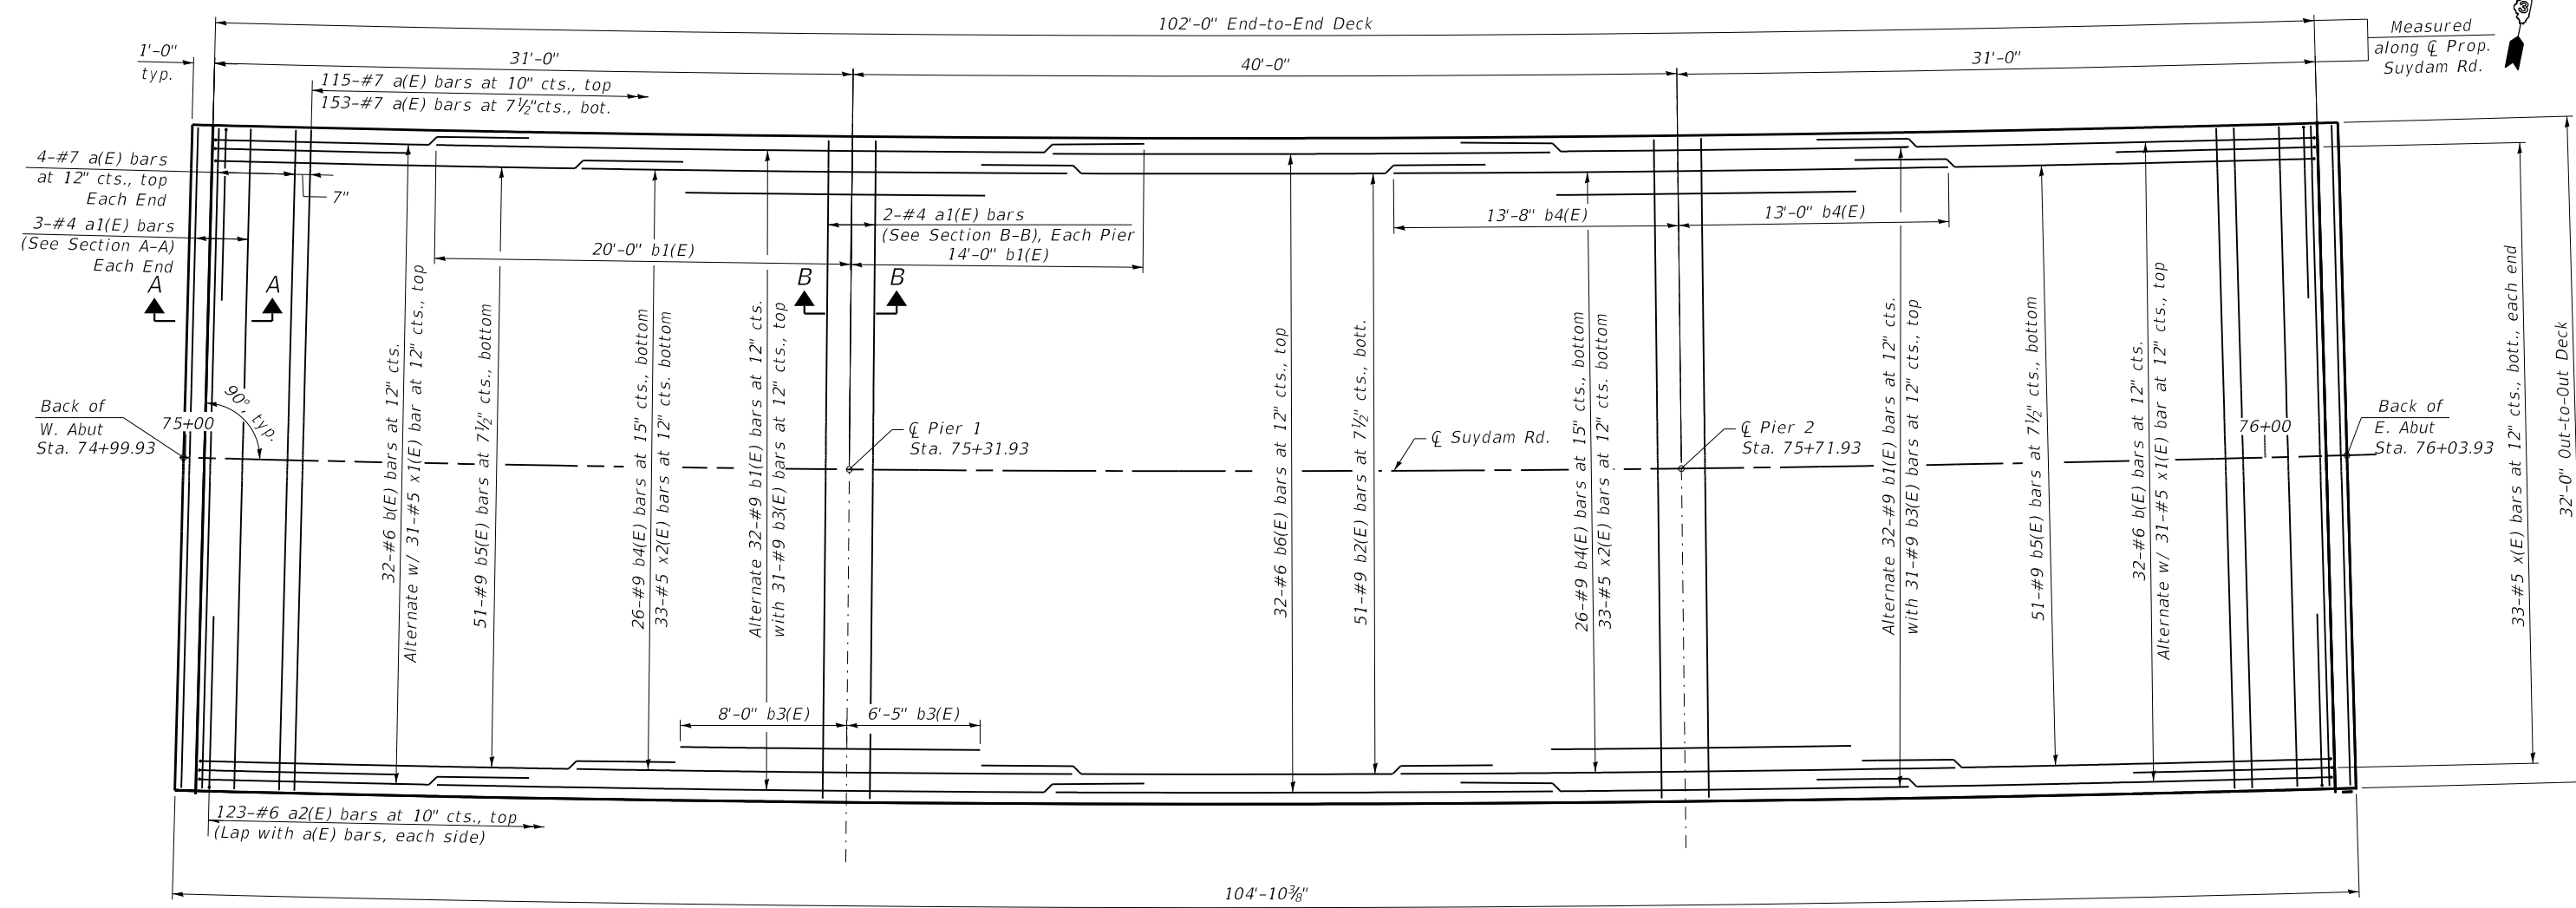 102'-0" End-to-End Deck
Measured
along ℄ Prop.
Suydam Rd.
3
1'-0"
typ.
31'-0"
40'-0"
31'-0"
115-#7 a(E) bars at 10" cts., top
153-#7 a(E) bars at 7½"cts., bot.
4-#7 a(E) bars
at 12" cts., top
Each End
7"
3-#4 a1(E) bars
(See Section A-A)
Each End
A
A
2-#4 a1(E) bars
(See Section B-B), Each Pier
20'-0" b1(E)
14'-0" b1(E)
B
B
13'-8" b4(E)
13'-0" b4(E)
32-#6 b(E) bars at 12" cts.
Alternate w/ 31-#5 x1(E) bar at 12" cts., top
51-#9 b5(E) bars at 7½" cts., bottom
26-#9 b4(E) bars at 15" cts., bottom
33-#5 x2(E) bars at 12" cts. bottom
Alternate 32-#9 b1(E) bars at 12" cts.
with 31-#9 b3(E) bars at 12" cts., top
32-#6 b6(E) bars at 12" cts., top
51-#9 b2(E) bars at 7½" cts., bott.
26-#9 b4(E) bars at 15" cts., bottom
33-#5 x2(E) bars at 12" cts. bottom
Alternate 32-#9 b1(E) bars at 12" cts.
with 31-#9 b3(E) bars at 12" cts., top
51-#9 b5(E) bars at 7½" cts., bottom
32-#6 b(E) bars at 12" cts.
Alternate w/ 31-#5 x1(E) bar at 12" cts., top
33-#5 x(E) bars at 12" cts., bott., each end
32'-0" Out-to-Out Deck
90°, typ.
Back of
W. Abut
Sta. 74+99.93
75+00
℄ Pier 1
Sta. 75+31.93
℄ Suydam Rd.
℄ Pier 2
Sta. 75+71.93
76+00
Back of
E. Abut
Sta. 76+03.93
8'-0" b3(E)
6'-5" b3(E)
123-#6 a2(E) bars at 10" cts., top
(Lap with a(E) bars, each side)
104'-10⅜"